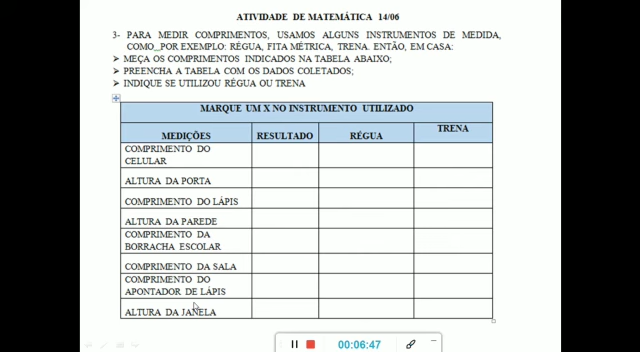 ATIVIDADE DE MATEMÁTICA 14/06
3- PARA MEDIR COMPRIMENTOS, USAMOS ALGUNS INSTRUMENTOS DE MEDIDA,
COMO POR EXEMPLO: RÉGUA, FITA MÉTRICA, TRENA. ENTÃO, EM CASA:
➢ MEÇA OS COMPRIMENTOS INDICADOS NA TABELA ABAIXO;
➢ PREENCHA A TABELA COM OS DADOS COLETADOS;
➢ INDIQUE SE UTILIZOU RÉGUA OU TRENA
MARQUE UM X NO INSTRUMENTO UTILIZADO
MEDIÇÕES RESULTADO RÉGUA TRENA
COMPRIMENTO DO
CELULAR
ALTURA DA PORTA
COMPRIMENTO DO LÁPIS
ALTURA DA PAREDE
COMPRIMENTO DA
BORRACHA ESCOLAR
COMPRIMENTO DA SALA
COMPRIMENTO DO
APONTADOR DE LÁPIS
ALTURA DA JANELA
00:06:47